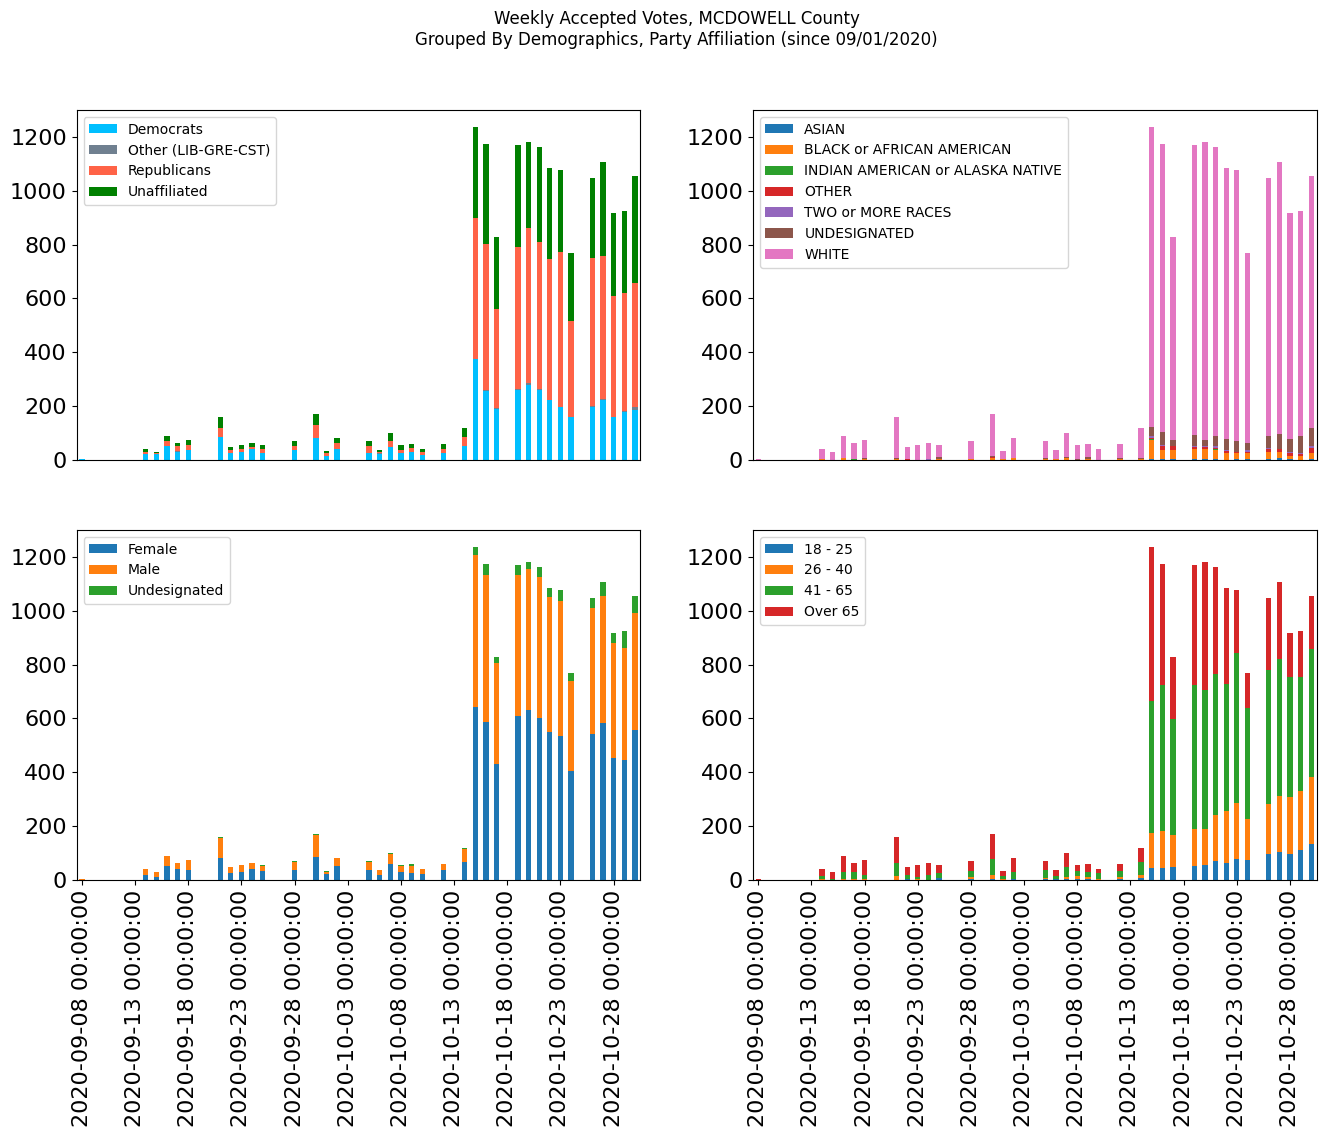 Weekly Accepted Votes, MCDOWELL County
Grouped By Demographics, Party Affiliation (since 09/01/2020)
1200
1000
800
600
400
200
0
Democrats
Other (LIB-GRE-CST)
Republicans
Unaffiliated
1200
1000
800
600
400
200
0
ASIAN
BLACK or AFRICAN AMERICAN
INDIAN AMERICAN or ALASKA NATIVE
OTHER
TWO or MORE RACES
UNDESIGNATED
WHITE
1200
1000
800
600
400
200
0
Female
Male
Undesignated
2020-09-08 00:00:00
2020-09-13 00:00:00
2020-09-18 00:00:00
2020-09-23 00:00:00
2020-09-28 00:00:00
2020-10-03 00:00:00
2020-10-08 00:00:00
2020-10-13 00:00:00
2020-10-18 00:00:00
2020-10-23 00:00:00
2020-10-28 00:00:00
1200
1000
800
600
400
200
0
18 - 25
26 - 40
41 - 65
Over 65
2020-09-08 00:00:00
2020-09-13 00:00:00
2020-09-18 00:00:00
2020-09-23 00:00:00
2020-09-28 00:00:00
2020-10-03 00:00:00
2020-10-08 00:00:00
2020-10-13 00:00:00
2020-10-18 00:00:00
2020-10-23 00:00:00
2020-10-28 00:00:00